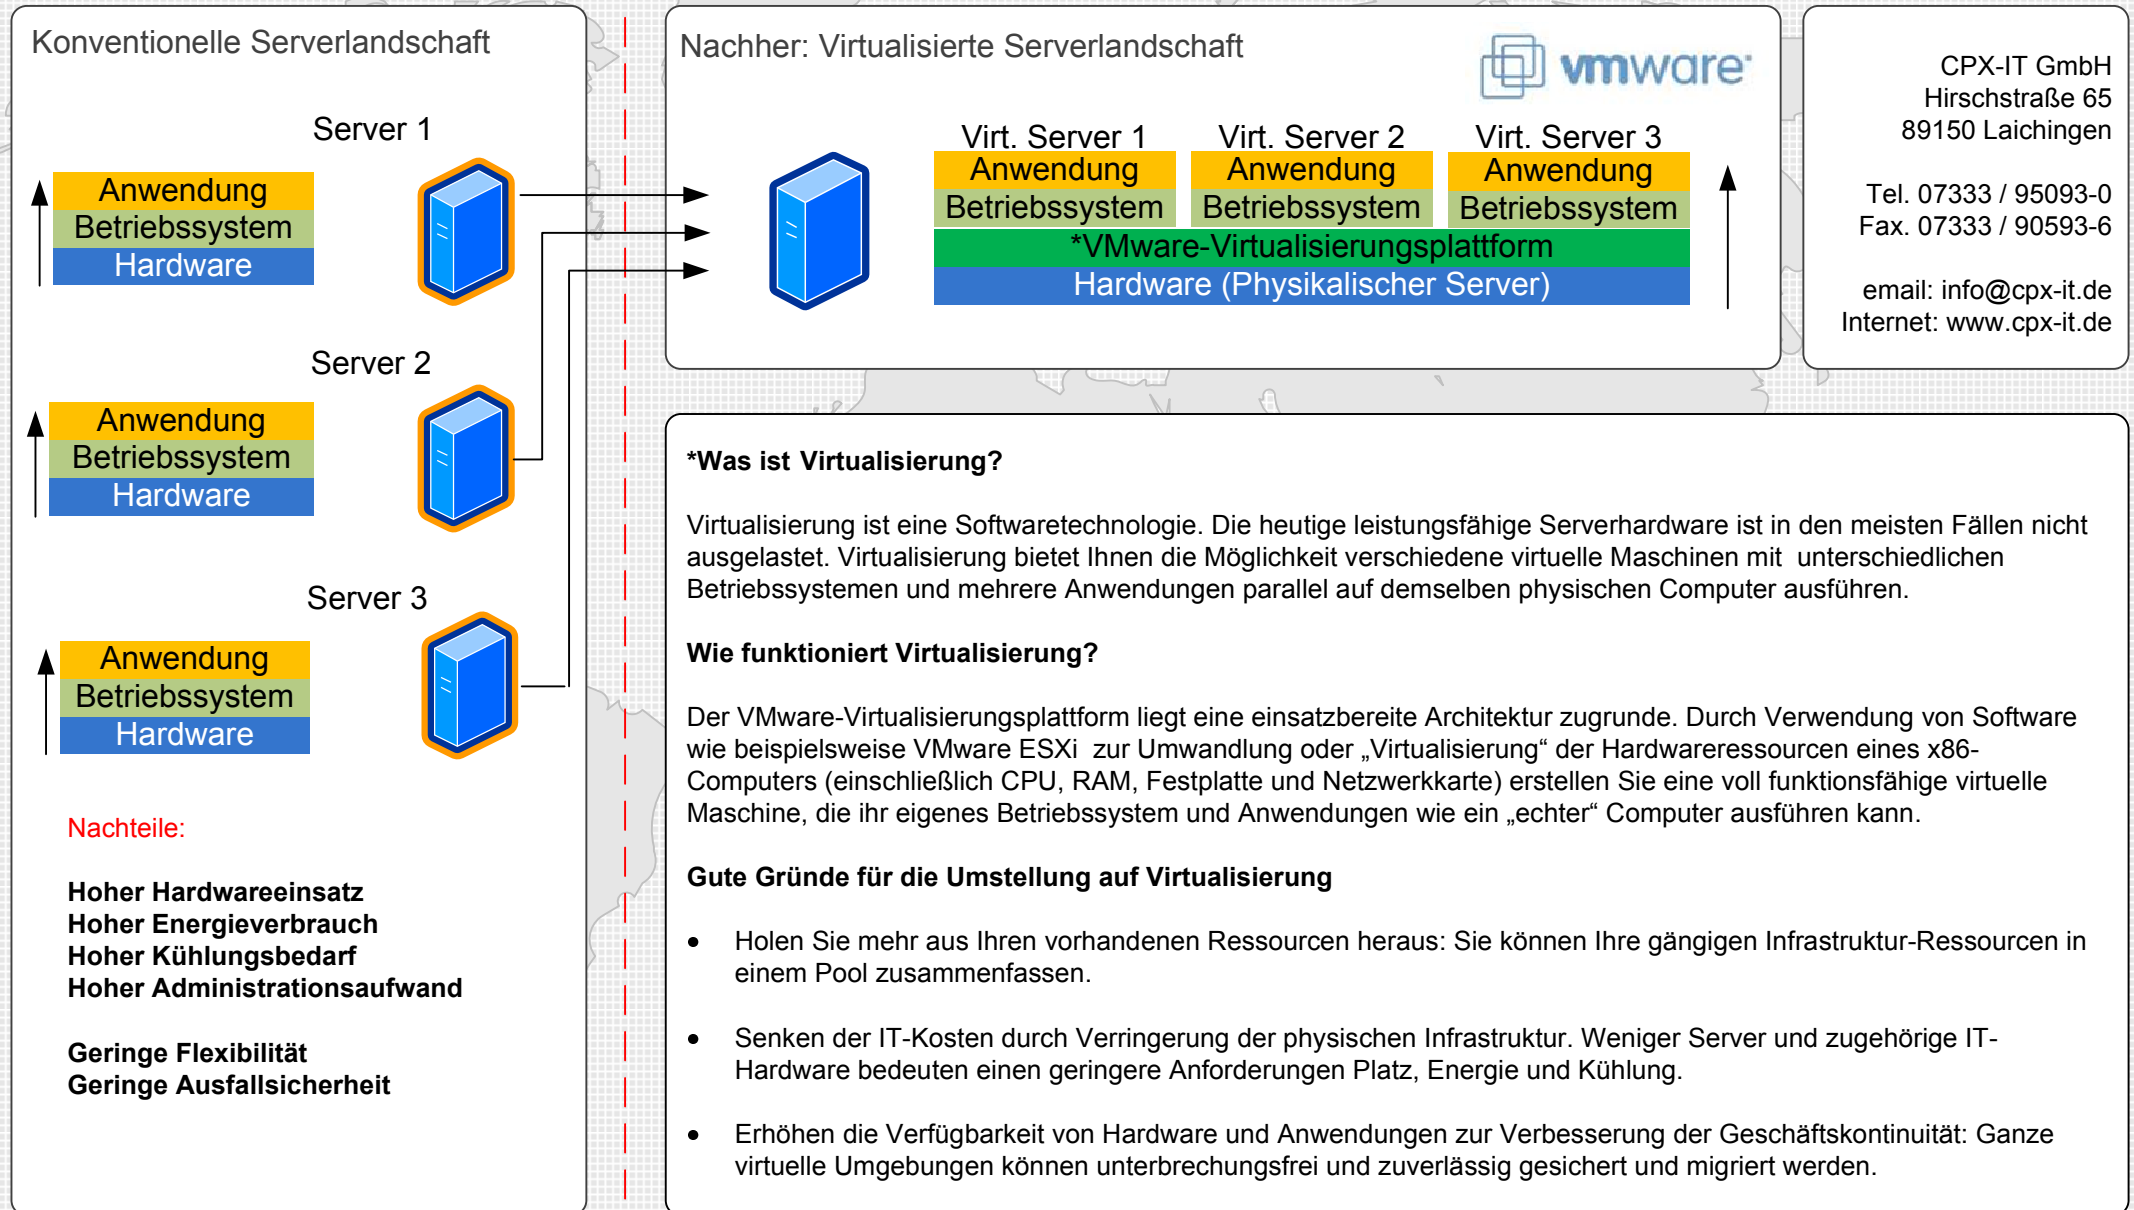 Konventionelle Serverlandschaft
Server 1
Anwendung
Betriebssystem
Hardware
Server 2
Anwendung
Betriebssystem
Hardware
Server 3
Anwendung
Betriebssystem
Hardware
Nachteile:
Hoher Hardwareeinsatz
Hoher Energieverbrauch
Hoher Kühlungsbedarf
Hoher Administrationsaufwand
Geringe Flexibilität
Geringe Ausfallsicherheit
Nachher: Virtualisierte Serverlandschaft
vmware
Virt. Server 1 Virt. Server 2 Virt. Server 3
Anwendung Anwendung Anwendung
Betriebssystem Betriebssystem Betriebssystem
*VMware-Virtualisierungsplattform
Hardware (Physikalischer Server)
CPX-IT GmbH
Hirschstraße 65
89150 Laichingen
Tel. 07333 / 95093-0
Fax. 07333 / 90593-6
email: info@cpx-it.de
Internet: www.cpx-it.de
*Was ist Virtualisierung?
Virtualisierung ist eine Softwaretechnologie. Die heutige leistungsfähige Serverhardware ist in den meisten Fällen nicht
ausgelastet. Virtualisierung bietet Ihnen die Möglichkeit verschiedene virtuelle Maschinen mit unterschiedlichen
Betriebssystemen und mehrere Anwendungen parallel auf demselben physischen Computer ausführen.
Wie funktioniert Virtualisierung?
Der VMware-Virtualisierungsplattform liegt eine einsatzbereite Architektur zugrunde. Durch Verwendung von Software
wie beispielsweise VMware ESXi zur Umwandlung oder „Virtualisierung“ der Hardwareressourcen eines x86-
Computers (einschließlich CPU, RAM, Festplatte und Netzwerkkarte) erstellen Sie eine voll funktionsfähige virtuelle
Maschine, die ihr eigenes Betriebssystem und Anwendungen wie ein „echter“ Computer ausführen kann.
Gute Gründe für die Umstellung auf Virtualisierung
• Holen Sie mehr aus Ihren vorhandenen Ressourcen heraus: Sie können Ihre gängigen Infrastruktur-Ressourcen in
einem Pool zusammenfassen.
• Senken der IT-Kosten durch Verringerung der physischen Infrastruktur. Weniger Server und zugehörige IT-
Hardware bedeuten einen geringere Anforderungen Platz, Energie und Kühlung.
• Erhöhen die Verfügbarkeit von Hardware und Anwendungen zur Verbesserung der Geschäftskontinuität: Ganze
virtuelle Umgebungen können unterbrechungsfrei und zuverlässig gesichert und migriert werden.